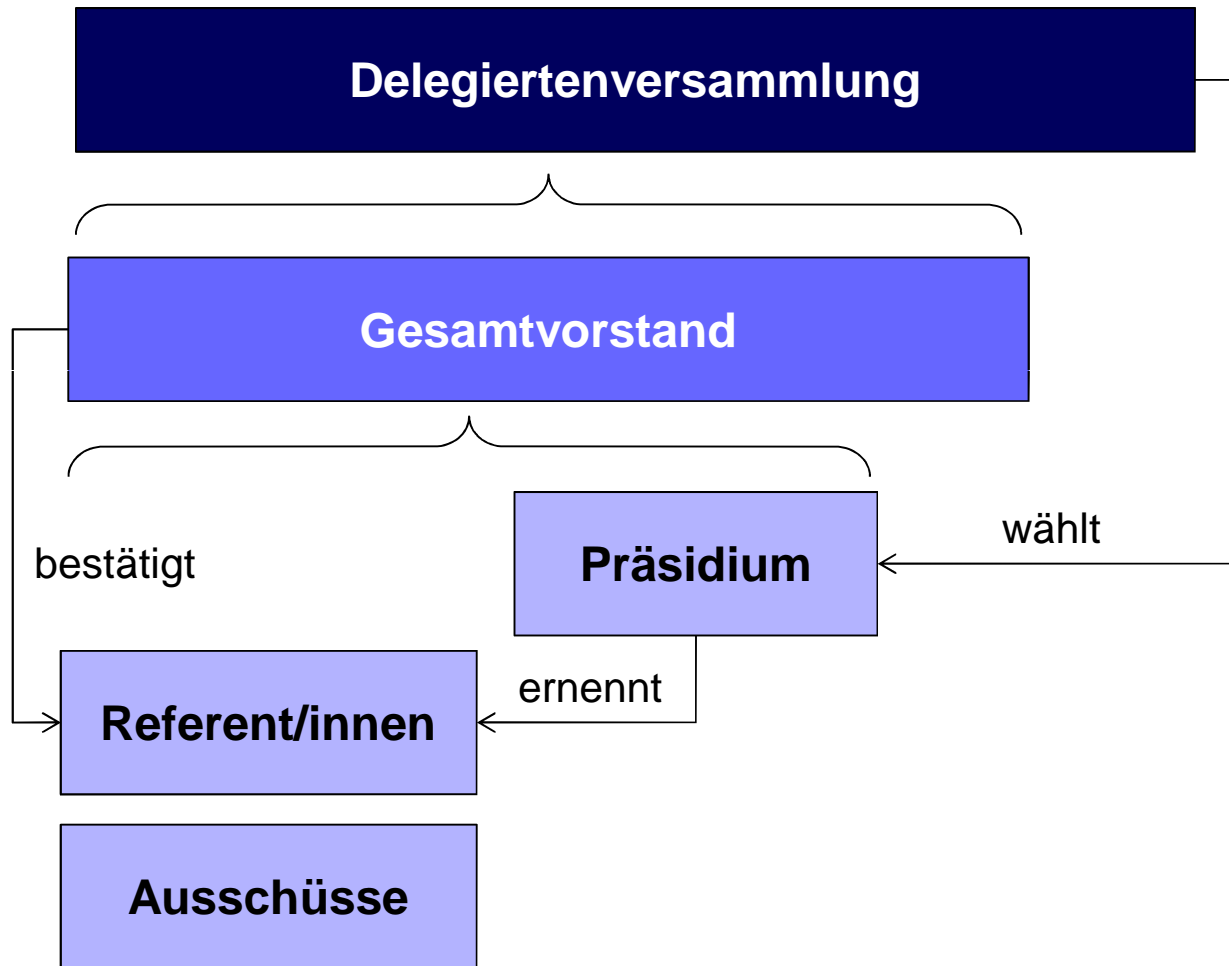 Delegiertenversammlung
Gesamtvorstand
bestätigt
Präsidium
wählt
ernennt
Referent/innen
Ausschüsse